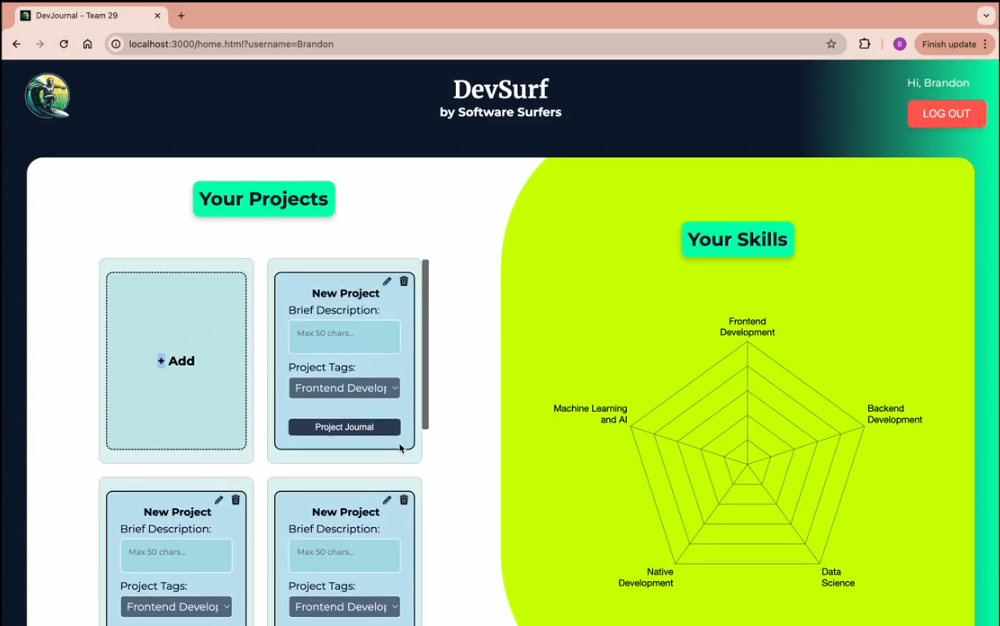 DevJournal - Team 29
localhost:3000/home.html?username=Brandon
B
Finish update
DevSurf
by Software Surfers
Hi, Brandon
LOG OUT
Your Projects
+ Add
New Project
Brief Description:
Max 50 chars...
Project Tags:
Frontend Develop
Project Journal
New Project
Brief Description:
Max 50 chars...
Project Tags:
Frontend Develop
New Project
Brief Description:
Max 50 chars...
Project Tags:
Frontend Develop
Your Skills
Frontend
Development
Machine Learning
and AI
Backend
Development
Native
Development
Data
Science